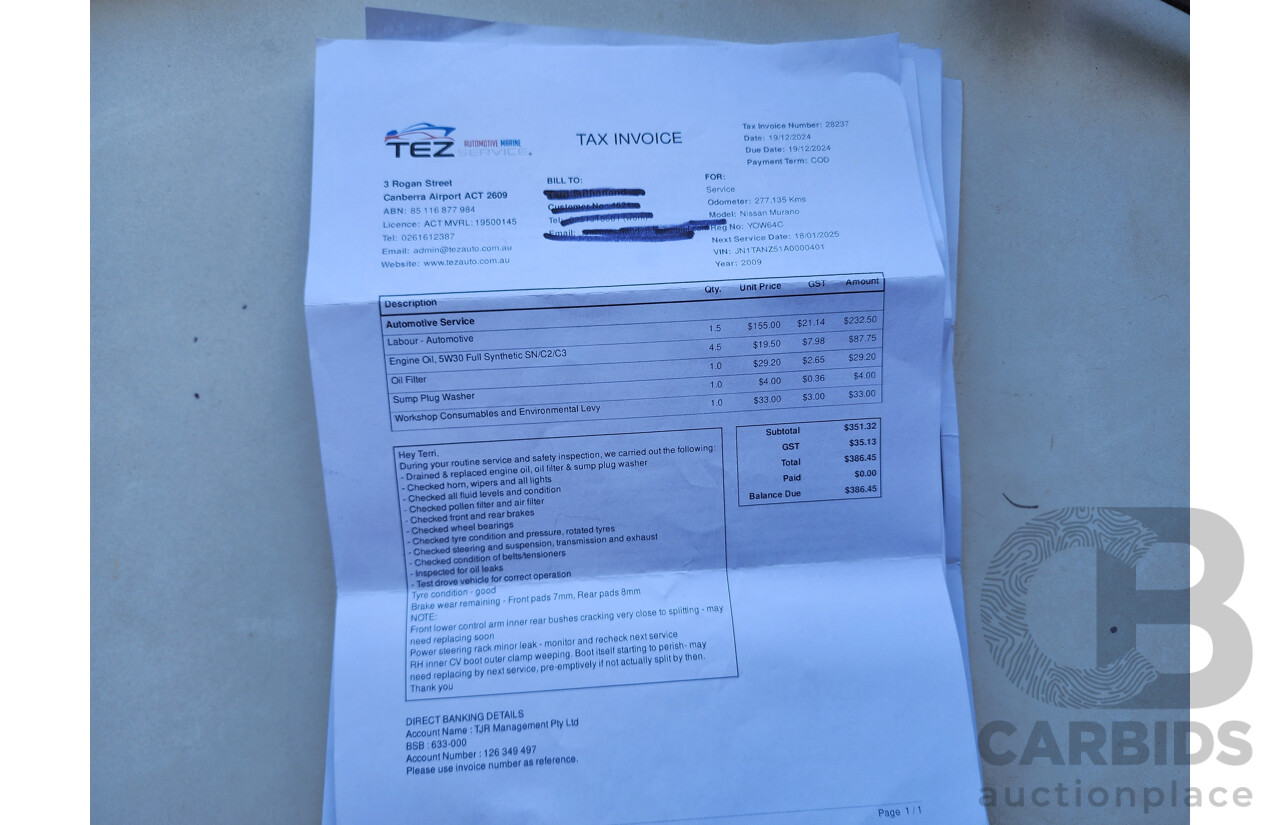 TEZ AUTOMOTIVE MARINE
SERVICE.
TAX INVOICE
Tax Invoice Number: 28237
Date: 19/12/2024
Due Date: 19/12/2024
Payment Term: COD
3 Rogan Street
Canberra Airport ACT 2609
ABN: 85 116 877 984
Licence: ACT MVRL: 19500145
Tel: 0261612387
Email: admin@tezauto.com.au
Website: www.tezauto.com.au
BILL TO:
Customer No:
Tel:
Email:
FOR:
Service
Odometer: 277,135 Kms
Model: Nissan Murano
Reg No: YOW64C
Next Service Date: 18/01/2025
VIN: JN1TANZ51A0000401
Year: 2009
Description Qty. Unit Price GST Amount
Automotive Service
Labour - Automotive 1.5 $155.00 $21.14 $232.50
Engine Oil, 5W30 Full Synthetic SN/C2/C3 4.5 $19.50 $7.98 $87.75
Oil Filter 1.0 $29.20 $2.65 $29.20
Sump Plug Washer 1.0 $4.00 $0.36 $4.00
Workshop Consumables and Environmental Levy 1.0 $33.00 $3.00 $33.00
Subtotal $351.32
GST $35.13
Total $386.45
Paid $0.00
Balance Due $386.45
Hey Terri.
During your routine service and safety inspection, we carried out the following:
- Drained & replaced engine oil, oil filter & sump plug washer
- Checked horn, wipers and all lights
- Checked all fluid levels and condition
- Checked pollen filter and air filter
- Checked front and rear brakes
- Checked wheel bearings
- Checked tyre condition and pressure, rotated tyres
- Checked steering and suspension, transmission and exhaust
- Checked condition of belts/tensioners
- Inspected for oil leaks
- Test drove vehicle for correct operation
Tyre condition - good
Brake wear remaining - Front pads 7mm, Rear pads 8mm
NOTE:
Front lower control arm inner rear bushes cracking very close to splitting - may
need replacing soon
Power steering rack minor leak - monitor and recheck next service
RH inner CV boot outer clamp weeping. Boot itself starting to perish- may
need replacing by next service, pre-emptively if not actually split by then.
Thank you
DIRECT BANKING DETAILS
Account Name : TJR Management Pty Ltd
BSB : 633-000
Account Number : 126 349 497
Please use invoice number as reference.
Page 1/1
CB
CARBIDS
auctionplace